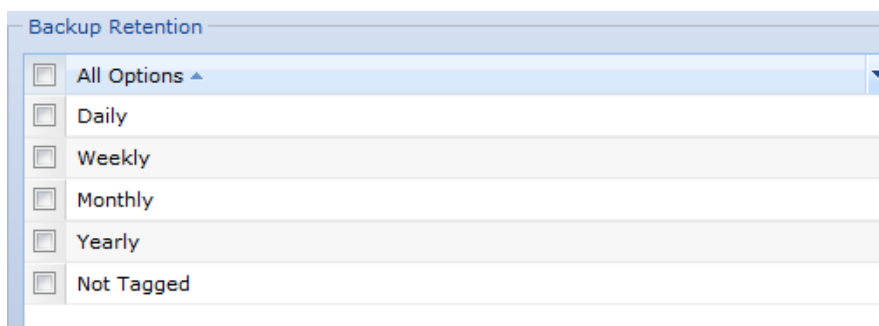 Backup Retention
All Options
Daily
Weekly
Monthly
Yearly
Not Tagged